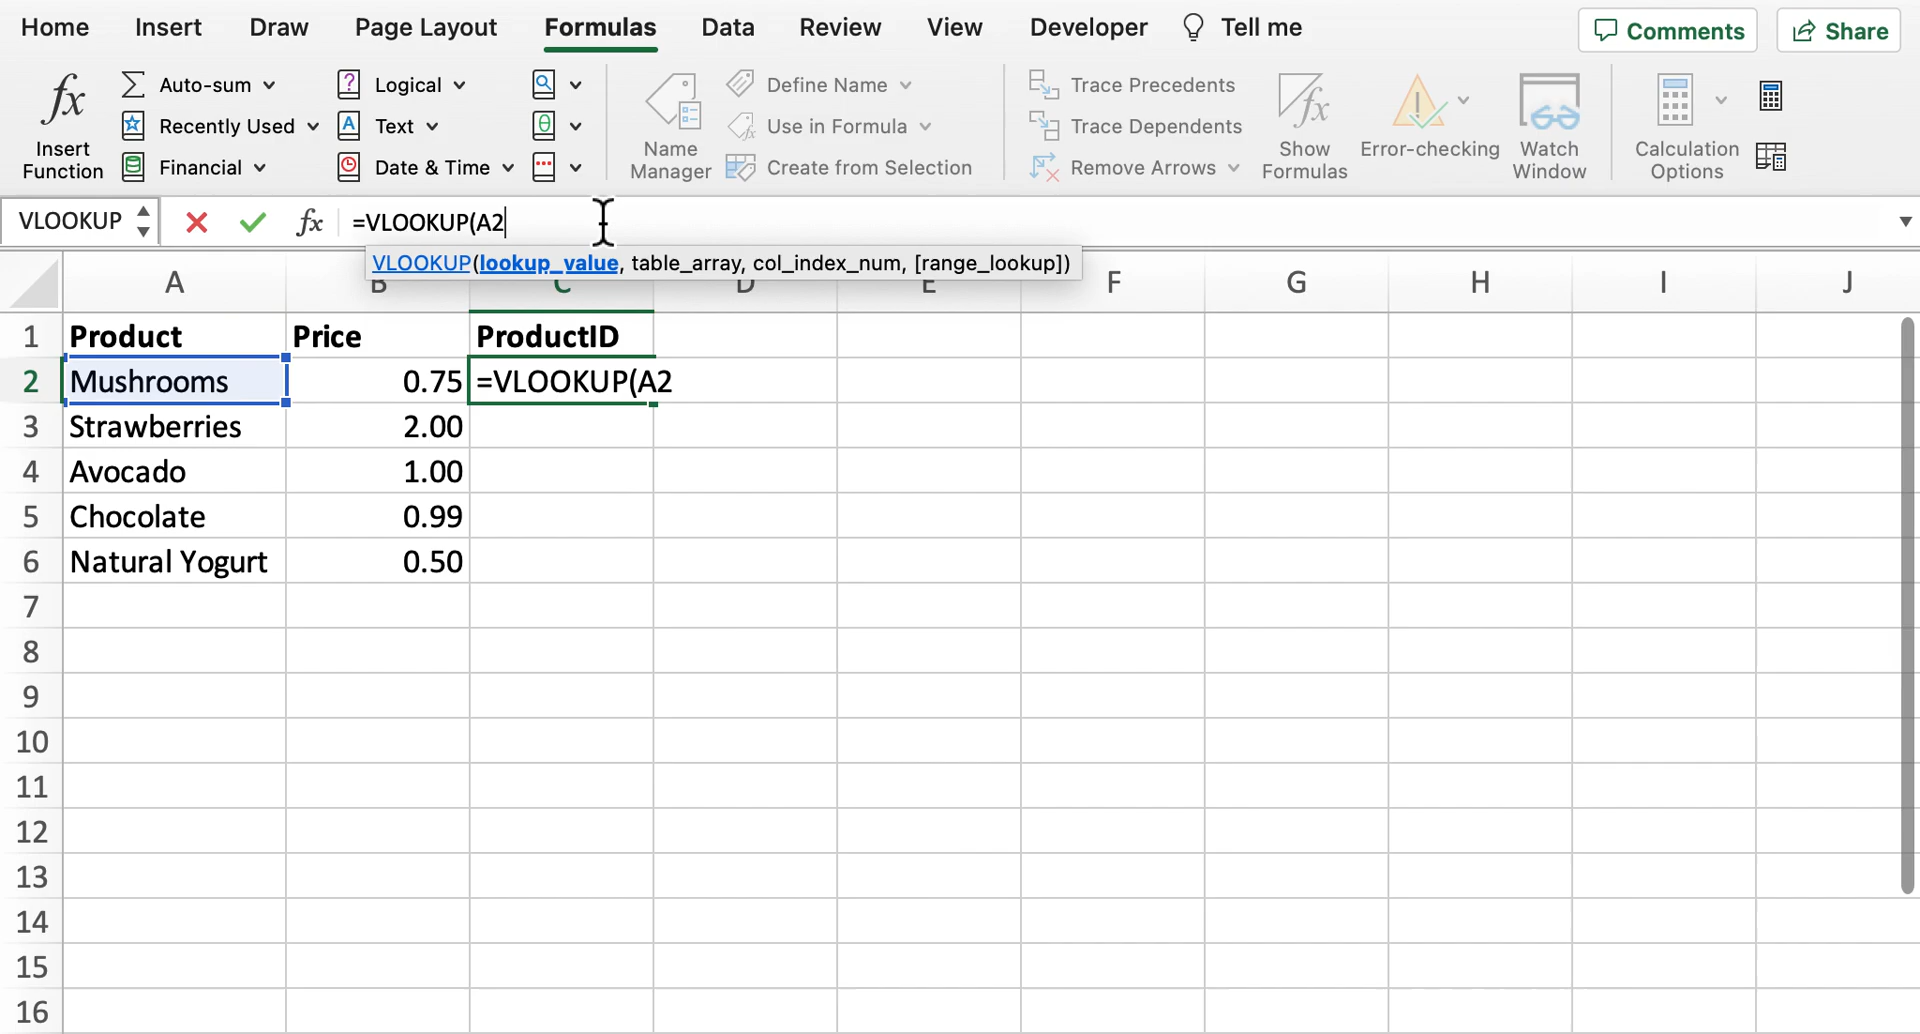 Home Insert Draw Page Layout Formulas Data Review View Developer Tell me Comments Share
fx Auto-sum Logical Define Name Trace Precedents
Recently Used Text Use in Formula Trace Dependents
Insert Function Financial Date & Time Name Manager Create from Selection Remove Arrows Show Formulas Error-checking Watch Window Calculation Options
VLOOKUP fx =VLOOKUP(A2
VLOOKUP(lookup_value, table_array, col_index_num, [range_lookup])
A B C D E F G H I J
1 Product Price ProductID
2 Mushrooms 0.75 =VLOOKUP(A2
3 Strawberries 2.00
4 Avocado 1.00
5 Chocolate 0.99
6 Natural Yogurt 0.50
7
8
9
10
11
12
13
14
15
16